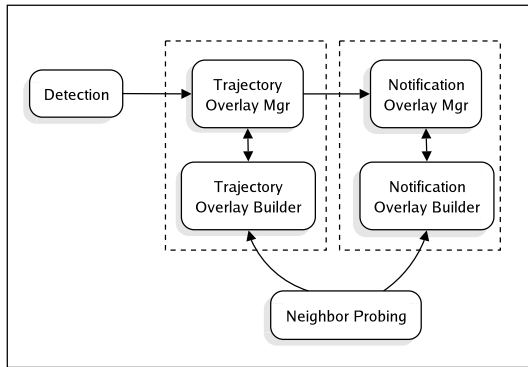 Detection
Trajectory
Overlay Mgr
Notification
Overlay Mgr
Trajectory
Overlay Builder
Notification
Overlay Builder
Neighbor Probing